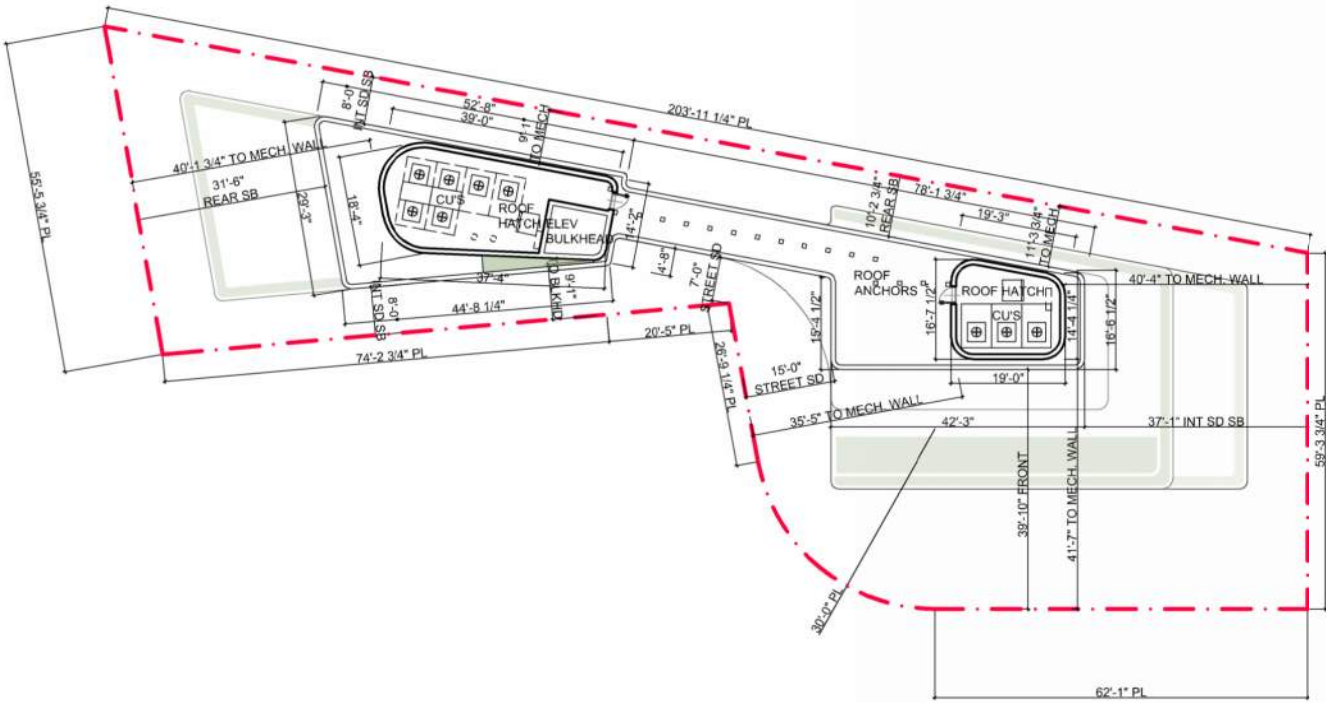 203'-11 1/4" PL
55'-5 3/4" PL
8'-0"
INT SD SB
52'-8"
39'-0"
9'-1"
TO MECH
40'-1 3/4" TO MECH. WALL
31'-6"
REAR SB
29'-3"
18'-4"
CU'S
ROOF
HATCH
ELEV
BULKHEAD
14'-2"
4'-8"
7'-0"
STREET SD
37'-4"
44'-8 1/4"
8'-0"
INT SD SB
9'-1"
TO BLKHD
74'-2 3/4" PL
20'-5" PL
26'-9 1/4" PL
78'-1 3/4"
10'-2 3/4"
REAR SB
19'-3"
11'-3 3/4"
TO MECH
40'-4" TO MECH. WALL
ROOF
ANCHORS
ROOF HATCH
CU'S
15'-4 1/2"
16'-7 1/2"
14'-4 1/4"
16'-6 1/2"
19'-0"
15'-0"
STREET SD
35'-5" TO MECH. WALL
42'-3"
37'-1" INT SD SB
39'-10" FRONT
41'-7" TO MECH. WALL
59'-3 3/4" PL
30'-0" PL
62'-1" PL